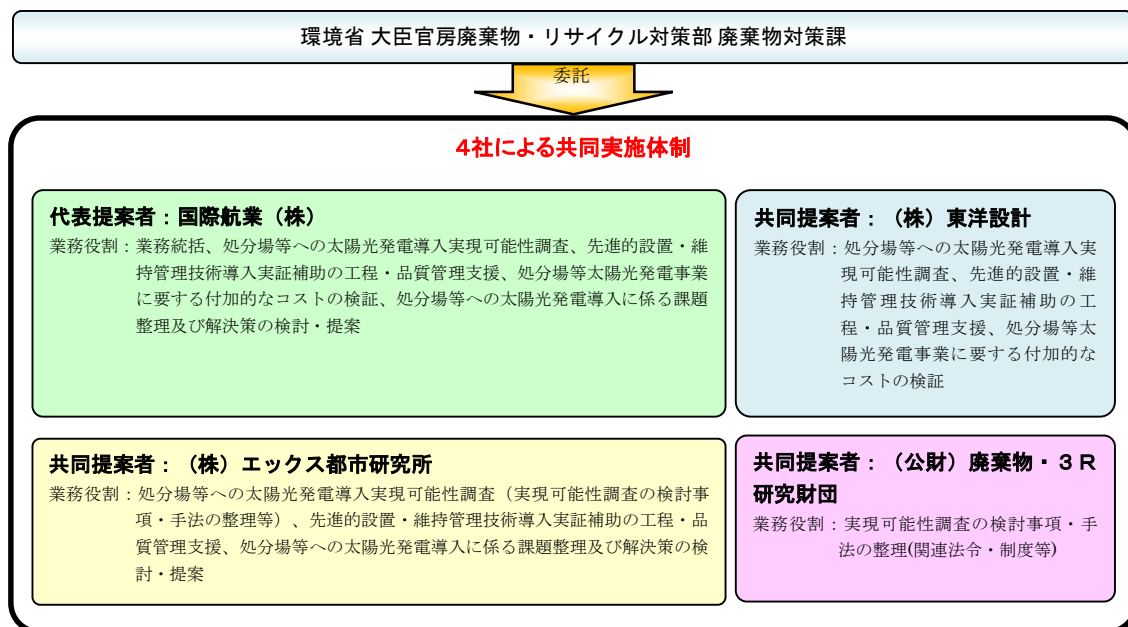 環境省 大臣官房廃棄物・リサイクル対策部 廃棄物対策課
委託
4社による共同実施体制
代表提案者：国際航業（株）
業務役割：業務統括、処分場等への太陽光発電導入実現可能性調査、先進的設置・維
持管理技術導入実証補助の工程・品質管理支援、処分場等太陽光発電事業
に要する付加的なコストの検証、処分場等への太陽光発電導入に係る課題
整理及び解決策の検討・提案
共同提案者：（株）東洋設計
業務役割：処分場等への太陽光発電導入実
現可能性調査、先進的設置・維
持管理技術導入実証補助の工
程・品質管理支援、処分場等太
陽光発電事業に要する付加的な
コストの検証
共同提案者：（株）エックス都市研究所
業務役割：処分場等への太陽光発電導入実現可能性調査（実現可能性調査の検討事
項・手法の整理等）、先進的設置・維持管理技術導入実証補助の工程・品
質管理支援、処分場等への太陽光発電導入に係る課題整理及び解決策の検
討・提案
共同提案者：（公財）廃棄物・３Ｒ
研究財団
業務役割：実現可能性調査の検討事項・手
法の整理(関連法令・制度等)